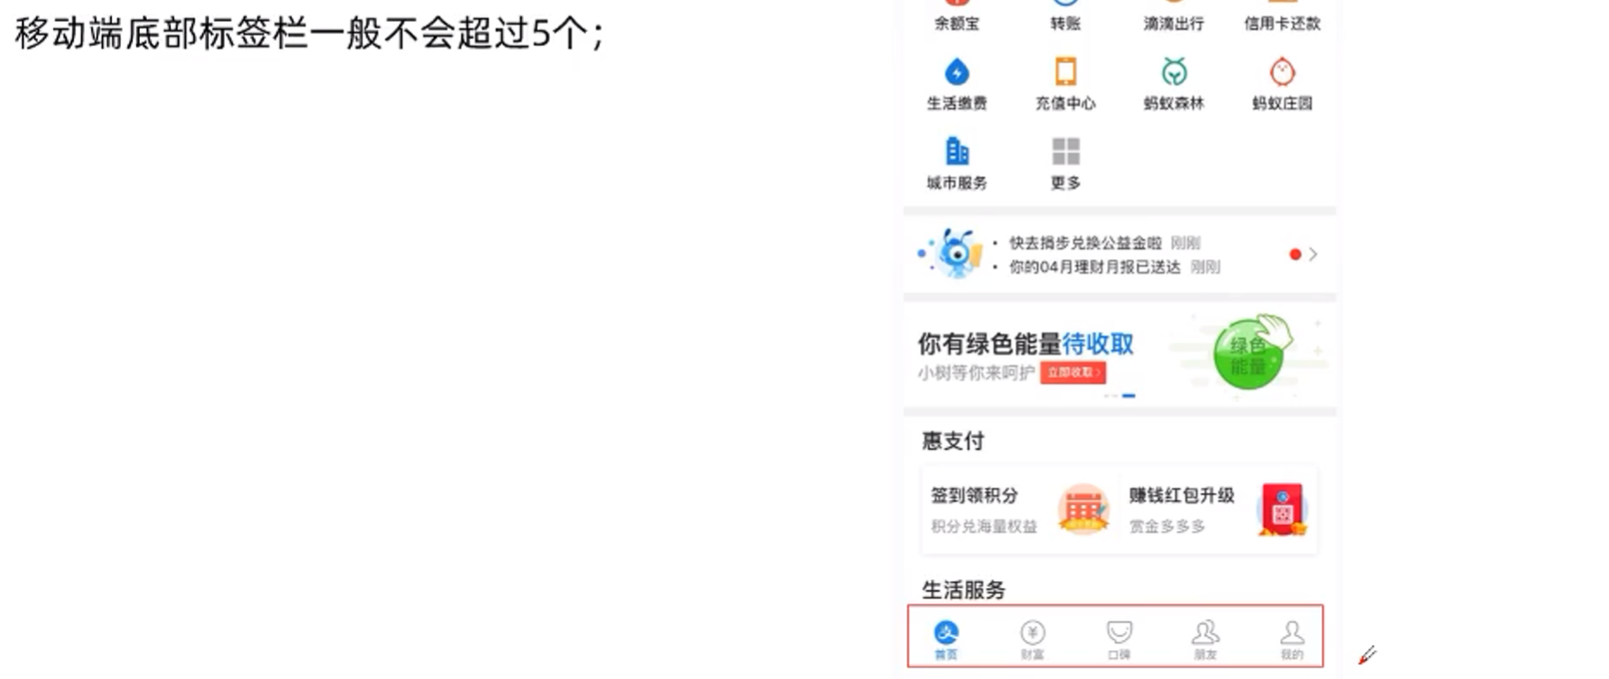 移动端底部标签栏一般不会超过5个；
余额宝 转账 滴滴出行 信用卡还款
生活缴费 充值中心 蚂蚁森林 蚂蚁庄园
城市服务 更多
• 快去捐步兑换公益金啦 刚刚
• 你的04月理财月报已送达 刚刚
你有绿色能量待收取
小树等你来呵护 立即收取>
绿色
能量
惠支付
签到领积分 赚钱红包升级
积分兑海量权益 赏金多多多
生活服务
首页 财富 口碑 朋友 我的